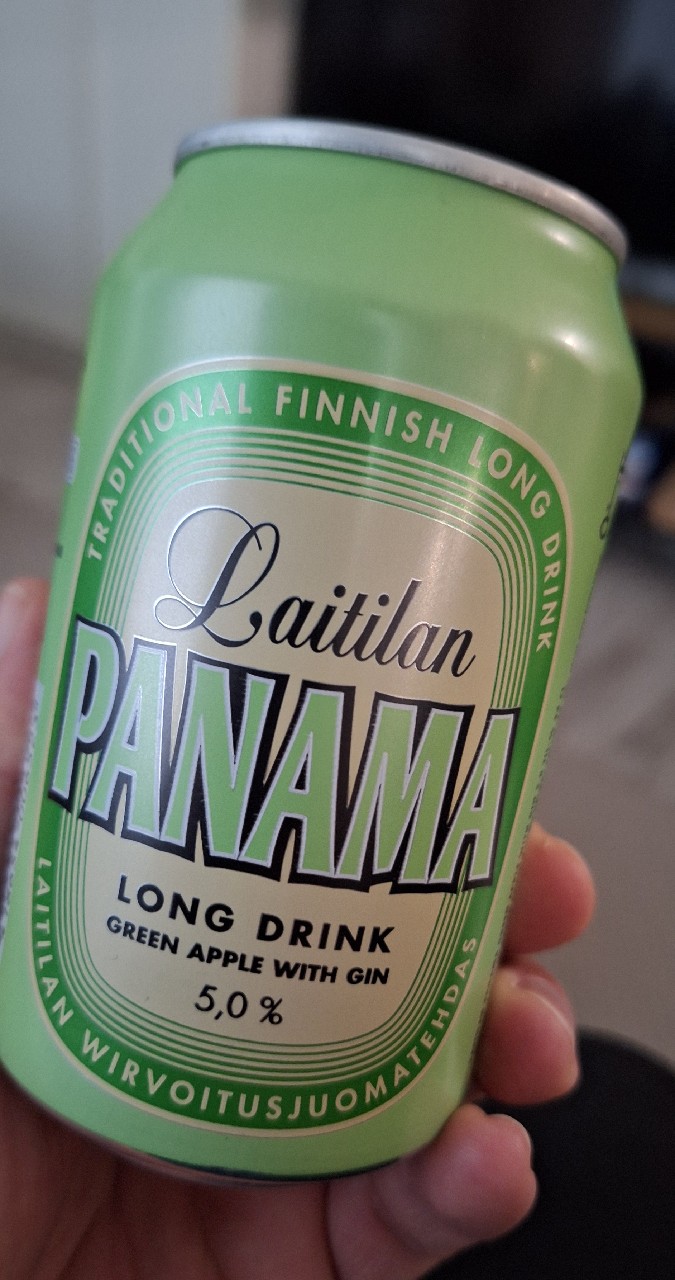 TRADITIONAL FINNISH LONG DRINK
Laitilan
PANAMA
LONG DRINK
GREEN APPLE WITH GIN
5,0 %
LAITILAN WIRVOITUSJUOMATEHDAS